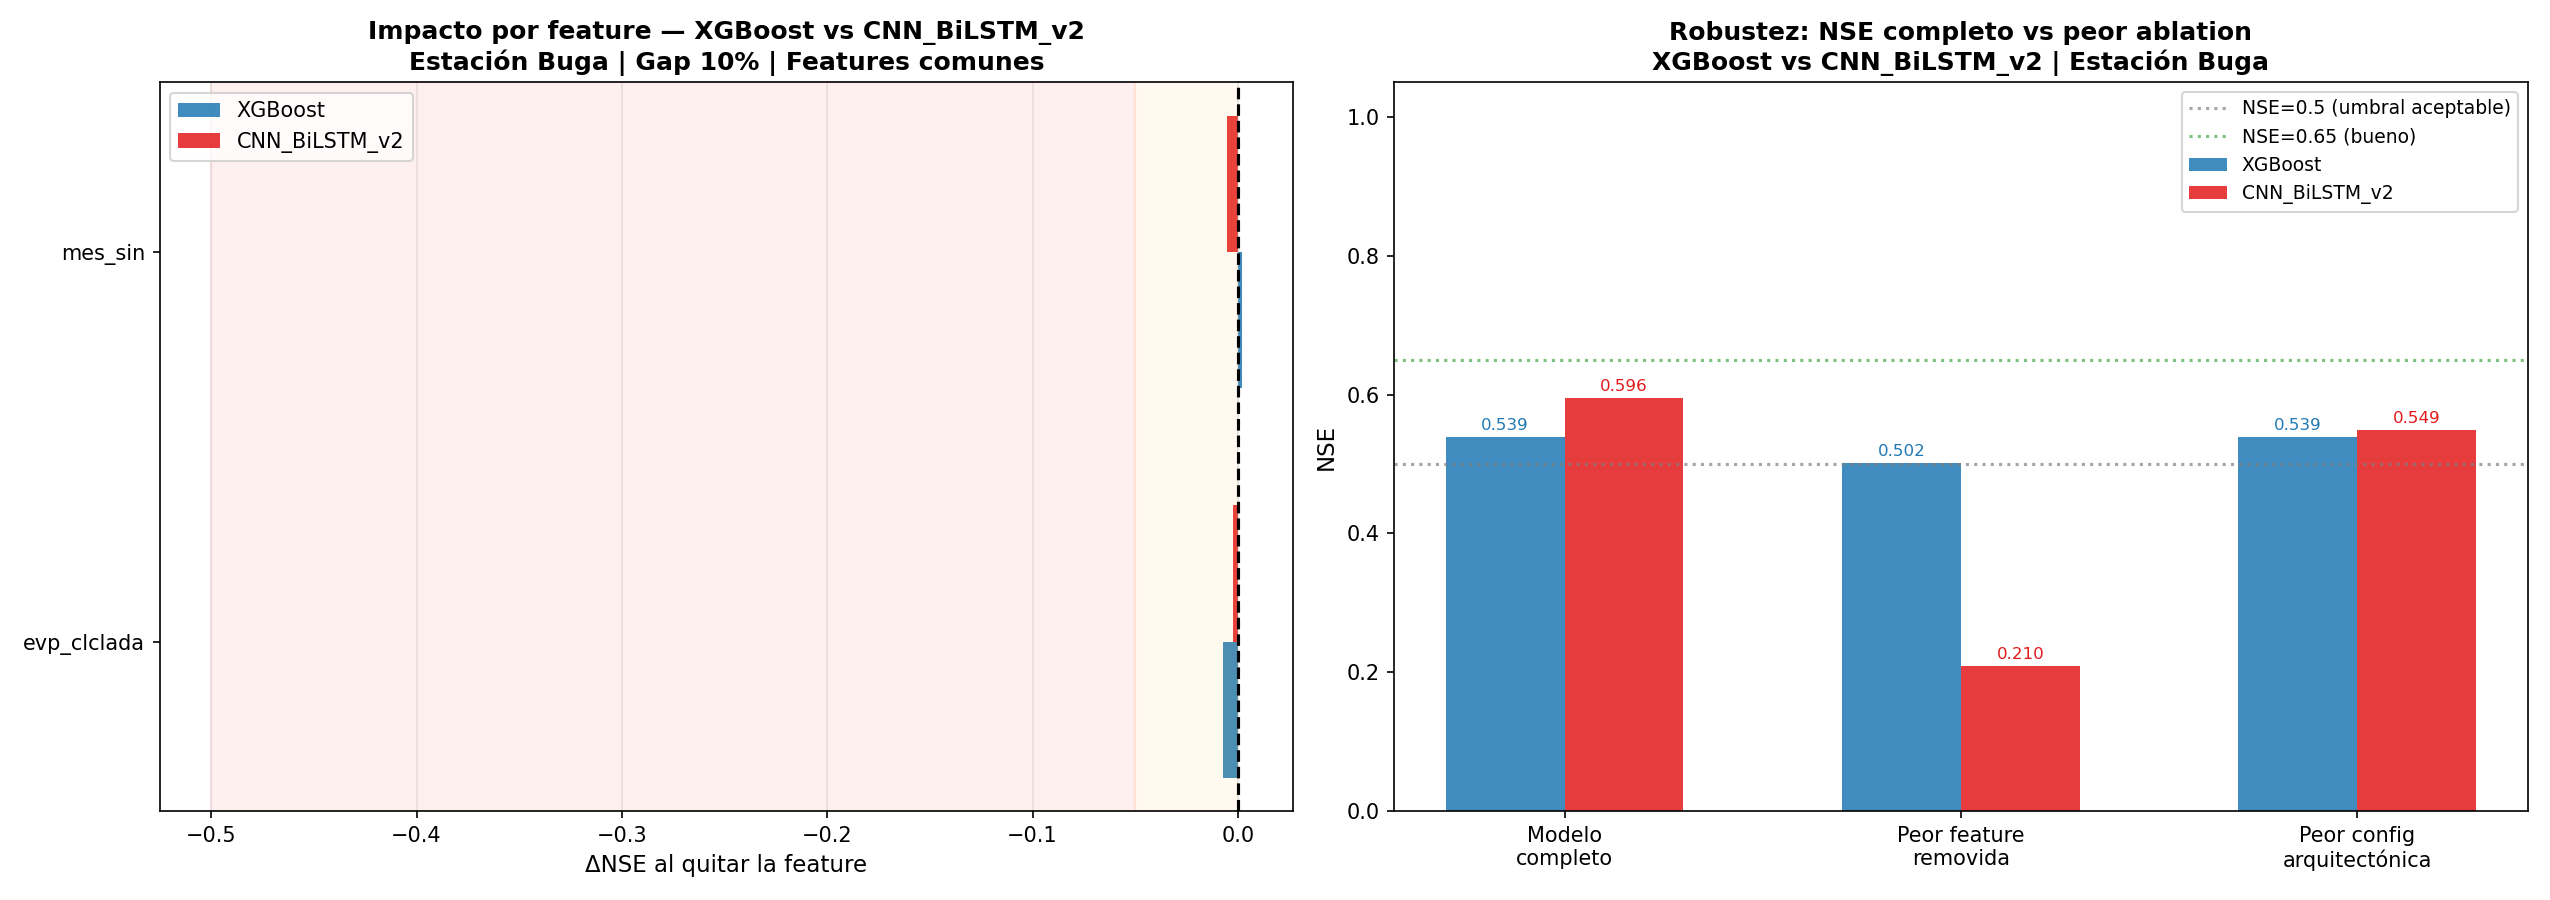 Impacto por feature — XGBoost vs CNN_BiLSTM_v2
Estación Buga | Gap 10% | Features comunes
XGBoost
CNN_BiLSTM_v2
mes_sin
evp_clclada
−0.5
−0.4
−0.3
−0.2
−0.1
0.0
ΔNSE al quitar la feature
Robustez: NSE completo vs peor ablation
XGBoost vs CNN_BiLSTM_v2 | Estación Buga
NSE=0.5 (umbral aceptable)
NSE=0.65 (bueno)
XGBoost
CNN_BiLSTM_v2
NSE
1.0
0.8
0.6
0.4
0.2
0.0
0.539
0.596
0.502
0.210
0.539
0.549
Modelo
completo
Peor feature
removida
Peor config
arquitectónica